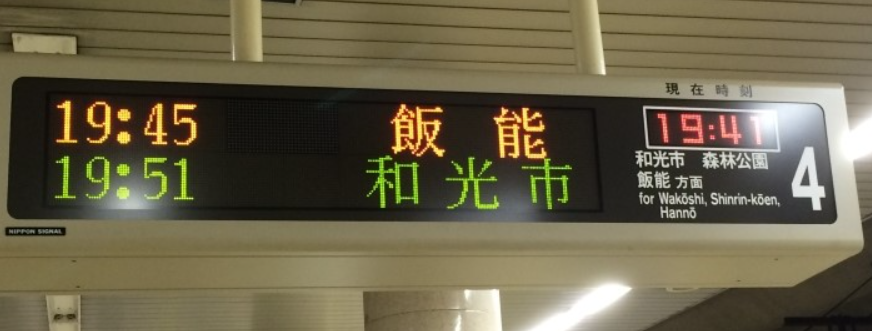 19:45 飯能
19:51 和光市
現在時刻
19:41
和光市 森林公園
飯能 方面
for Wakōshi, Shinrin-kōen,
Hannō
4
NIPPON SIGNAL